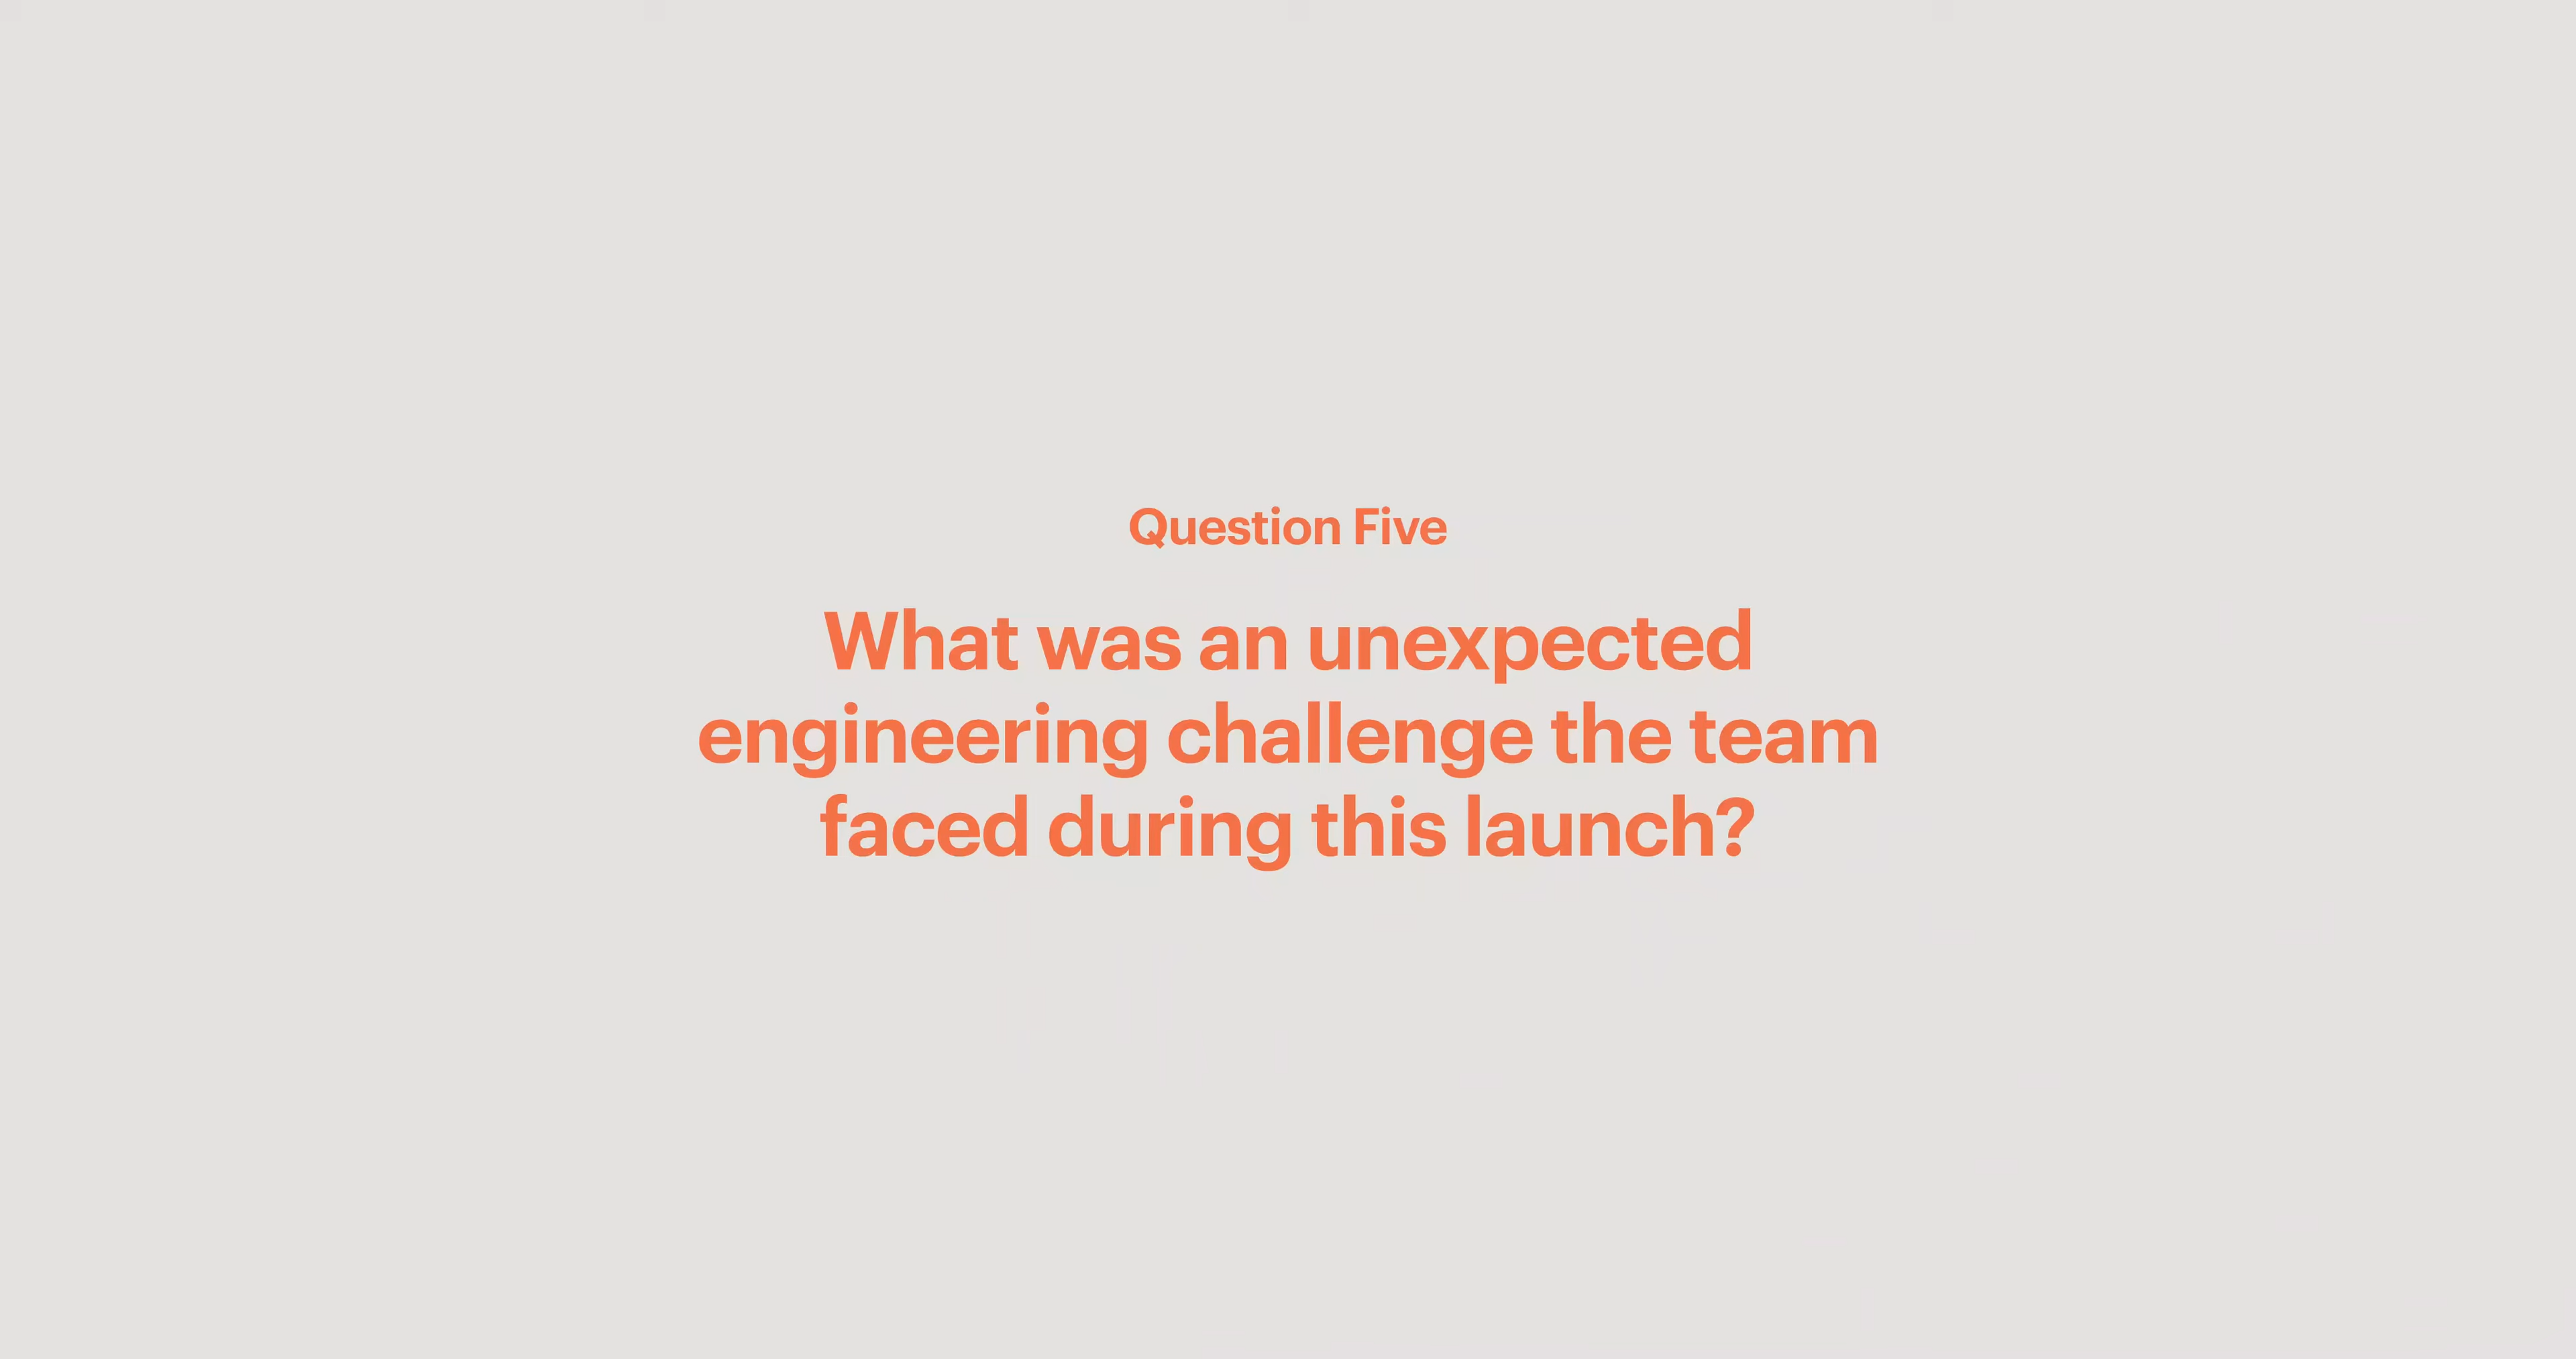 Question Five
What was an unexpected
engineering challenge the team
faced during this launch?